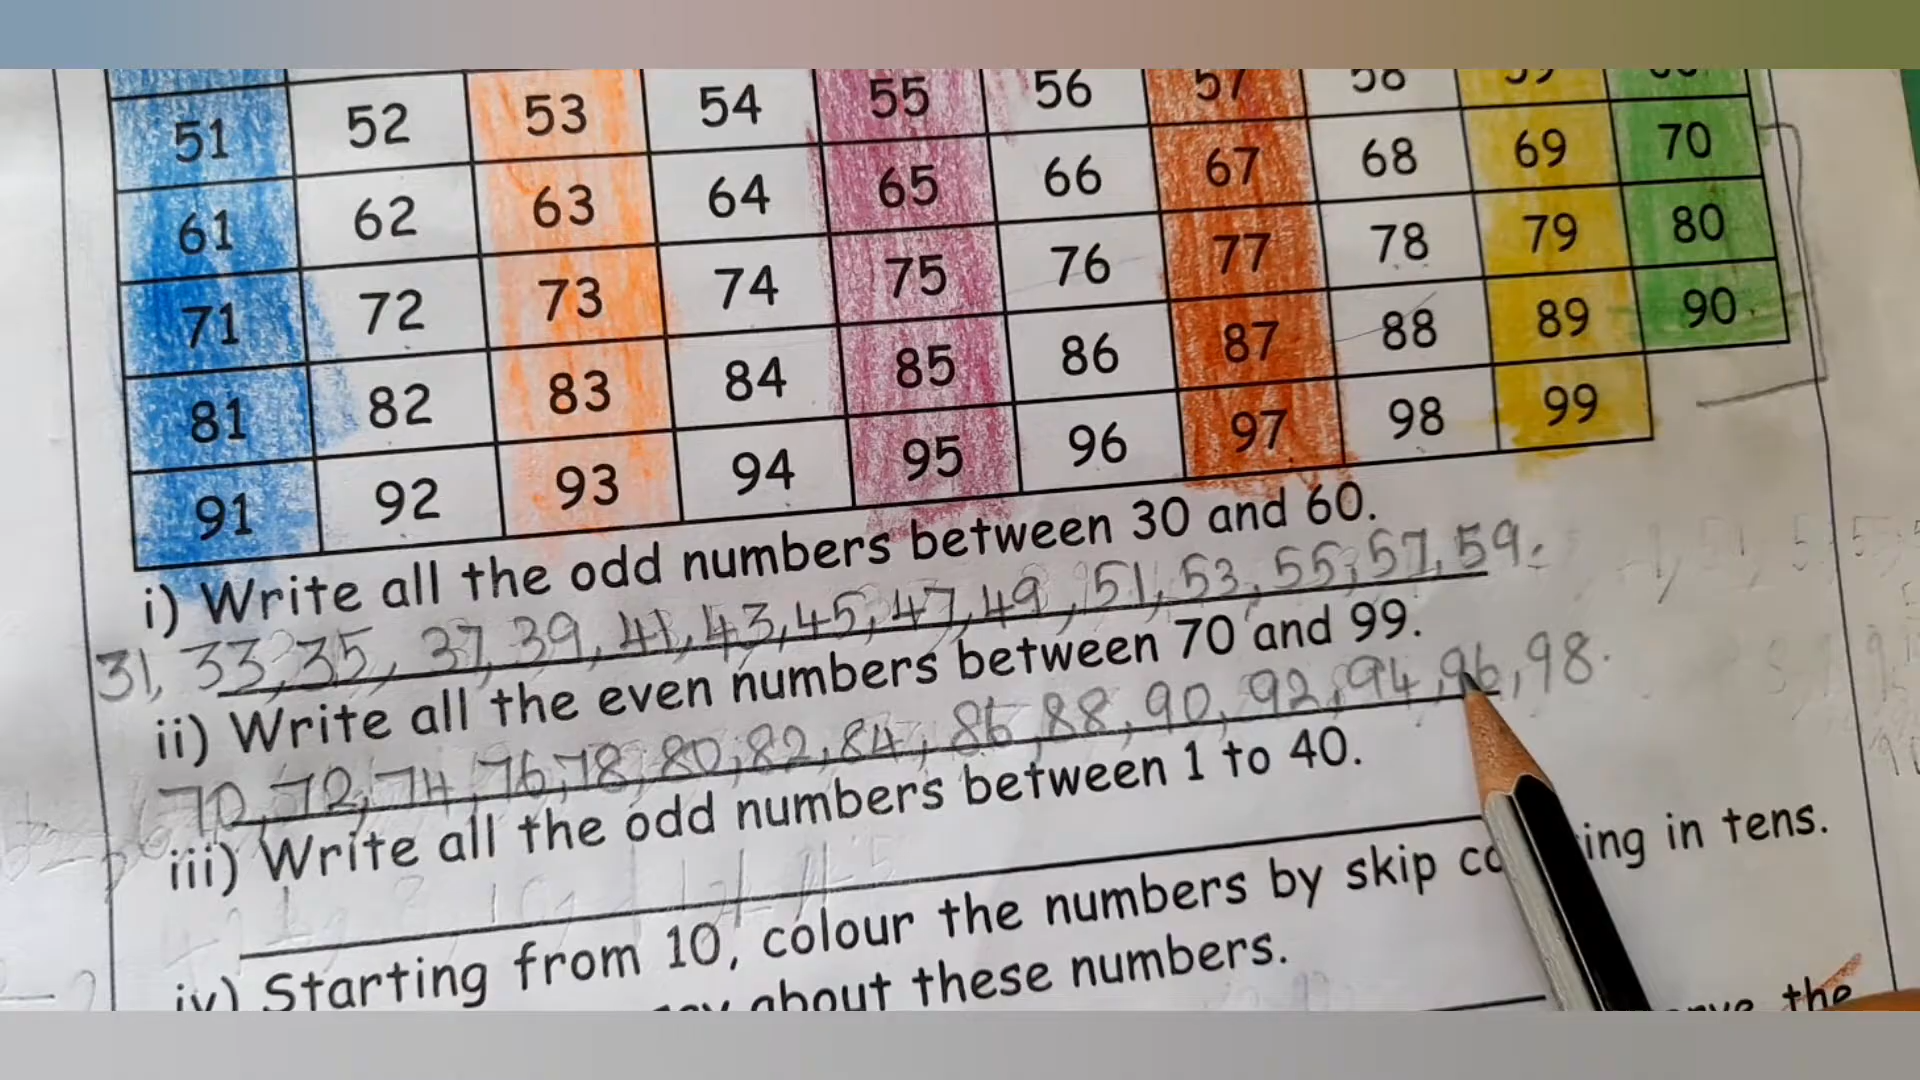 51 52 53 54 55 56 57 58 59
61 62 63 64 65 66 67 68 69 70
71 72 73 74 75 76 77 78 79 80
81 82 83 84 85 86 87 88 89 90
91 92 93 94 95 96 97 98 99
i) Write all the odd numbers between 30 and 60.
31, 33, 35, 37, 39, 41, 43, 45, 47, 49, 51, 53, 55, 57, 59.
ii) Write all the even numbers between 70 and 99.
70, 72, 74, 76, 78, 80, 82, 84, 86, 88, 90, 92, 94, 96, 98.
iii) Write all the odd numbers between 1 to 40.
iv) Starting from 10, colour the numbers by skip in tens.
about these numbers.
the